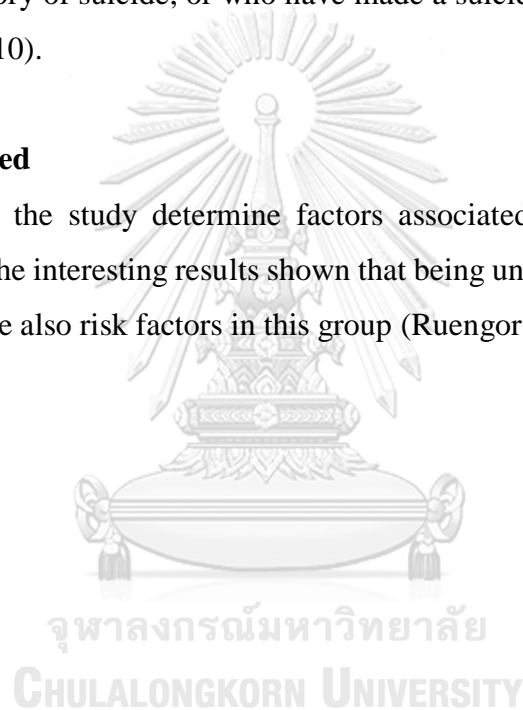 ory of suicide, or who have made a suicid
10).
ed
the study determine factors associated
he interesting results shown that being un
e also risk factors in this group (Ruengor
จุฬาลงกรณ์มหาวิทยาลัย
CHULALONGKORN UNIVERSITY